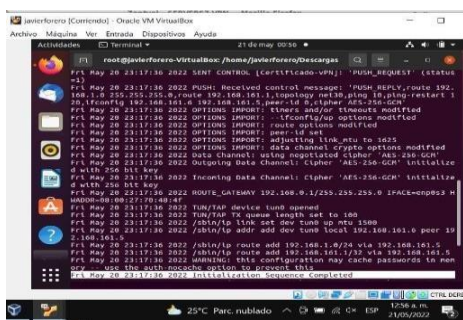 javierforero [Corriendo] - Oracle VM VirtualBox
Archivo Máquina Ver Entrada Dispositivos Ayuda
Actividades Terminal 21 de may 00:56
root@javierforero-VirtualBox: /home/javierforero/Descargas
Fri May 20 23:17:36 2022 SENT CONTROL [Certificado-VPN]: 'PUSH_REQUEST' (status
=1)
Fri May 20 23:17:36 2022 PUSH: Received control message: 'PUSH_REPLY,route 192.
168.1.0 255.255.255.0,route 192.168.161.1,topology net30,ping 10,ping-restart 1
20,ifconfig 192.168.161.6 192.168.161.5,peer-id 0,cipher AES-256-GCM'
Fri May 20 23:17:36 2022 OPTIONS IMPORT: timers and/or timeouts modified
Fri May 20 23:17:36 2022 OPTIONS IMPORT: --ifconfig/up options modified
Fri May 20 23:17:36 2022 OPTIONS IMPORT: route options modified
Fri May 20 23:17:36 2022 OPTIONS IMPORT: peer-id set
Fri May 20 23:17:36 2022 OPTIONS IMPORT: adjusting link_mtu to 1625
Fri May 20 23:17:36 2022 OPTIONS IMPORT: data channel crypto options modified
Fri May 20 23:17:36 2022 Data Channel: using negotiated cipher 'AES-256-GCM'
Fri May 20 23:17:36 2022 Outgoing Data Channel: Cipher 'AES-256-GCM' initialize
d with 256 bit key
Fri May 20 23:17:36 2022 Incoming Data Channel: Cipher 'AES-256-GCM' initialize
d with 256 bit key
Fri May 20 23:17:36 2022 ROUTE_GATEWAY 192.168.0.1/255.255.255.0 IFACE=enp0s3 H
WADDR=08:00:27:70:48:4f
Fri May 20 23:17:36 2022 TUN/TAP device tun0 opened
Fri May 20 23:17:36 2022 TUN/TAP TX queue length set to 100
Fri May 20 23:17:36 2022 /sbin/ip link set dev tun0 up mtu 1500
Fri May 20 23:17:36 2022 /sbin/ip addr add dev tun0 local 192.168.161.6 peer 19
2.168.161.5
Fri May 20 23:17:36 2022 /sbin/ip route add 192.168.1.0/24 via 192.168.161.5
Fri May 20 23:17:36 2022 /sbin/ip route add 192.168.161.1/32 via 192.168.161.5
Fri May 20 23:17:36 2022 WARNING: this configuration may cache passwords in mem
ory -- use the auth-nocache option to prevent this
Fri May 20 23:17:36 2022 Initialization Sequence Completed
CTRL DERE
25°C Parc. nublado ESP 12:56 a. m.
21/05/2022